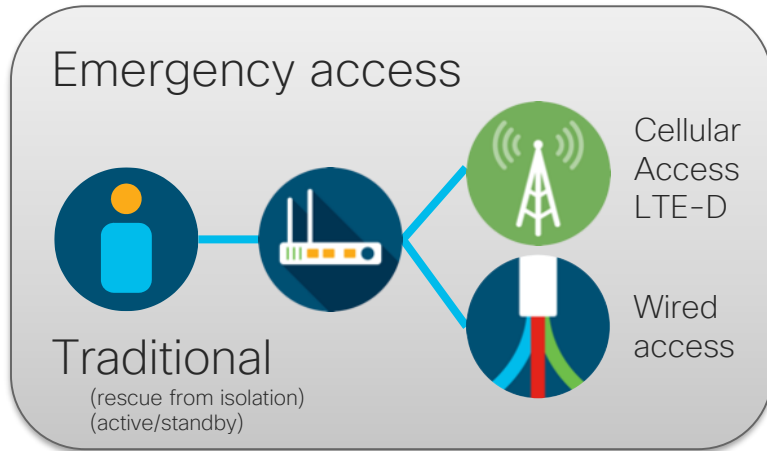 Emergency access
Cellular
Access
LTE-D
Wired
access
Traditional
(rescue from isolation)
(active/standby)